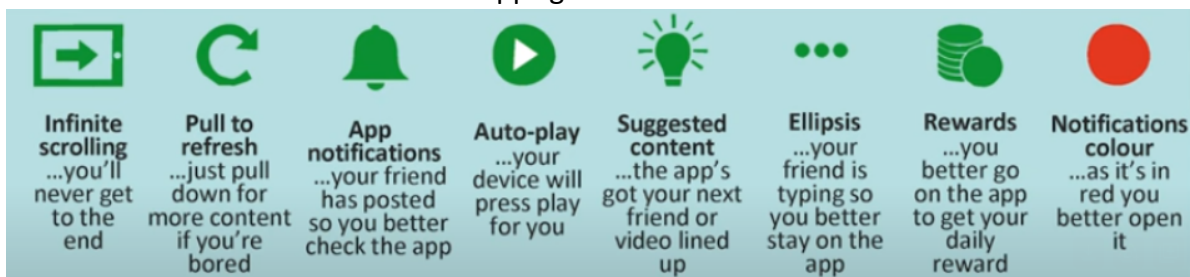 Infinite
scrolling
...you'll
never get
to the
end
Pull to
refresh
...just pull
down for
more content
if you're
bored
App
notifications
...your friend
has posted
so you better
check the app
Auto-play
...your
device will
press play
for you
Suggested
content
...the app's
got your next
friend or
video lined
up
Ellipsis
...your
friend is
typing so
you better
stay on the
app
Rewards
...you
better go
on the app
to get your
daily
reward
Notifications
colour
...as it's in
red you
better open
it